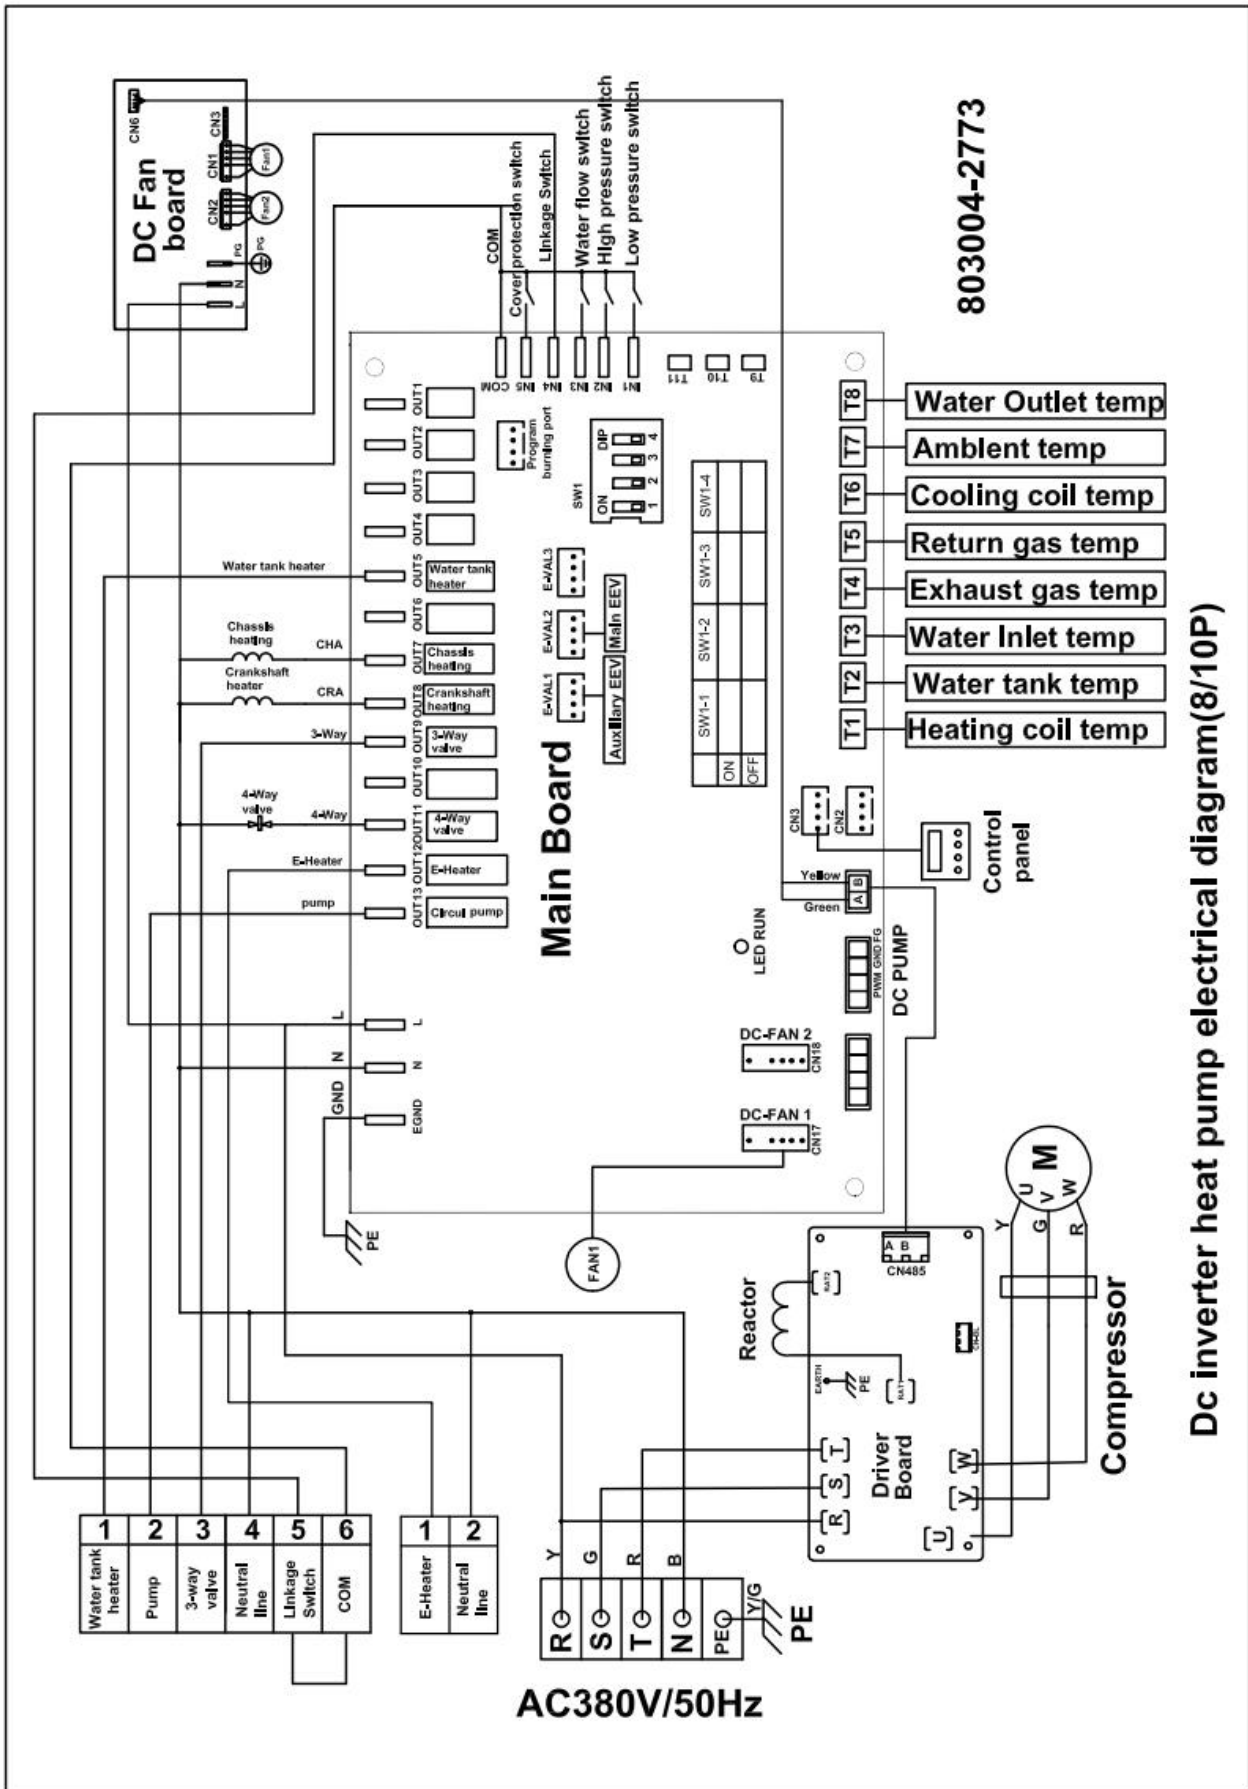 DC Fan
board
CN6
CN3
CN1
CN2
Fan1
Fan2
PG
PG
N
L
COM
Cover protection switch
Linkage Switch
Water flow switch
High pressure switch
Low pressure switch
803004-2773
COM
IN5
IN4
IN3
IN2
IN1
T11
T10
T9
OUT1
OUT2
OUT3
OUT4
OUT5
OUT6
OUT7
OUT8
OUT9
OUT10
OUT11
OUT12
OUT13
Program
burning port
SW1
ON
DIP
1
2
3
4
Water tank heater
Water tank
heater
Chassis
heating
CHA
Chassis
heating
Crankshaft
heater
CRA
Crankshaft
heating
3-Way
3-Way
valve
4-Way
valve
4-Way
4-Way
valve
E-Heater
E-Heater
pump
Circul pump
E-VAL3
E-VAL2
E-VAL1
Main EEV
Auxiliary EEV
SW1-1
SW1-2
SW1-3
SW1-4
ON
OFF
Main Board
T8
Water Outlet temp
T7
Ambient temp
T6
Cooling coil temp
T5
Return gas temp
T4
Exhaust gas temp
T3
Water Inlet temp
T2
Water tank temp
T1
Heating coil temp
CN3
CN2
Control
panel
Yellow
Green
A
B
LED RUN
PWM GND FG
DC PUMP
DC-FAN 2
CN18
DC-FAN 1
CN17
L
L
N
N
GND
EGND
PE
FAN1
Reactor
RAT2
EARTH
PE
A B
CN485
T
S
R
Driver
Board
W
V
U
M
U
V
W
Y
G
R
Compressor
1
2
3
4
5
6
Water tank
heater
Pump
3-way
valve
Neutral
line
Linkage
Switch
COM
1
2
E-Heater
Neutral
line
Y
G
R
B
R
S
T
N
PE
Y/G
PE
AC380V/50Hz
Dc inverter heat pump electrical diagram(8/10P)